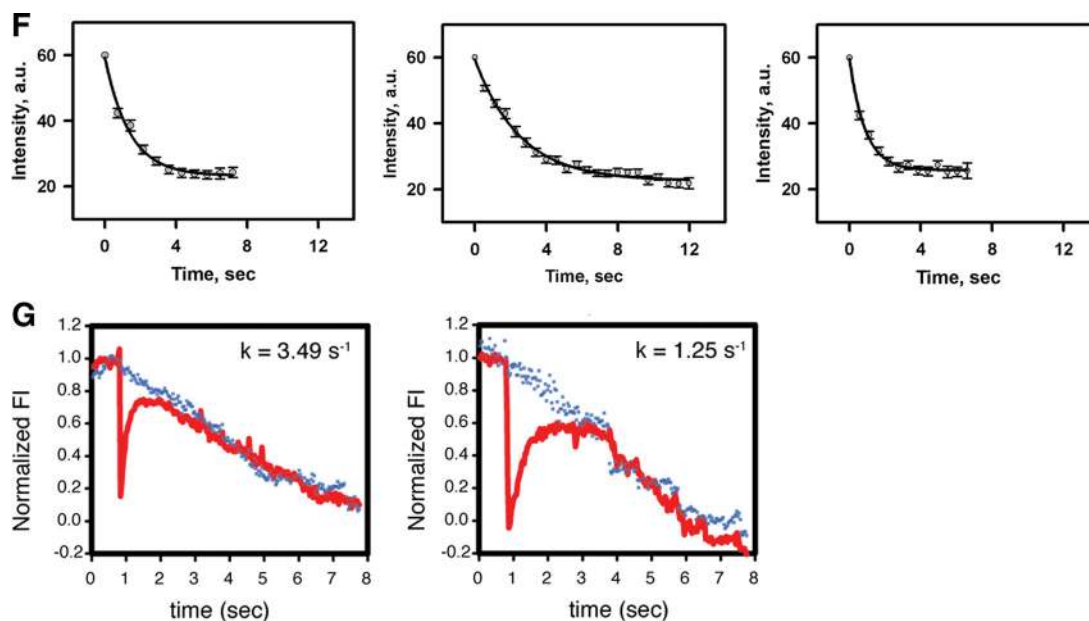 F
Intensity, a.u.
60
40
20
0 4 8 12
Time, sec
Intensity, a.u.
60
40
20
0 4 8 12
Time, sec
Intensity, a.u.
60
40
20
0 4 8 12
Time, sec
G
Normalized FI
1.2
1.0
0.8
0.6
0.4
0.2
0.0
-0.2
k = 3.49 s⁻¹
0 1 2 3 4 5 6 7 8
time (sec)
Normalized FI
1.2
1.0
0.8
0.6
0.4
0.2
0.0
-0.2
k = 1.25 s⁻¹
0 1 2 3 4 5 6 7 8
time (sec)